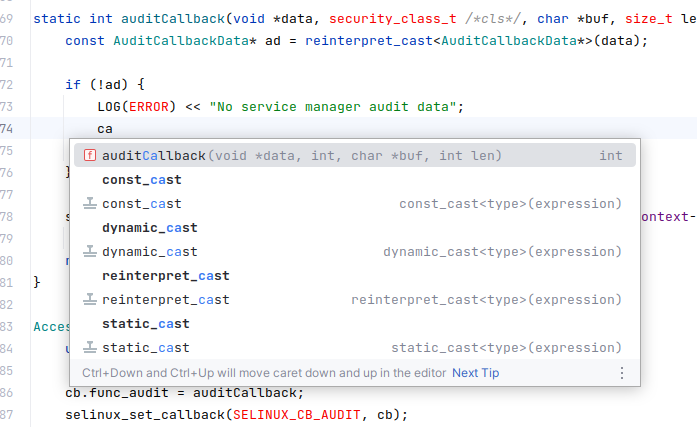 69 static int auditCallback(void *data, security_class_t /*cls*/, char *buf, size_t le
70 const AuditCallbackData* ad = reinterpret_cast<AuditCallbackData*>(data);
71
72 if (!ad) {
73 LOG(ERROR) << "No service manager audit data";
74 ca
75 auditCallback(void *data, int, char *buf, int len) int
76 }
const_cast
const_cast const_cast<type>(expression)
78 s ontext-
dynamic_cast
79 dynamic_cast dynamic_cast<type>(expression)
80
reinterpret_cast
81 } reinterpret_cast reinterpret_cast<type>(expression)
82
83 Acces static_cast
84 u static_cast static_cast<type>(expression)
Ctrl+Down and Ctrl+Up will move caret down and up in the editor Next Tip
86 cb.func_audit = auditCallback;
87 selinux_set_callback(SELINUX_CB_AUDIT, cb);